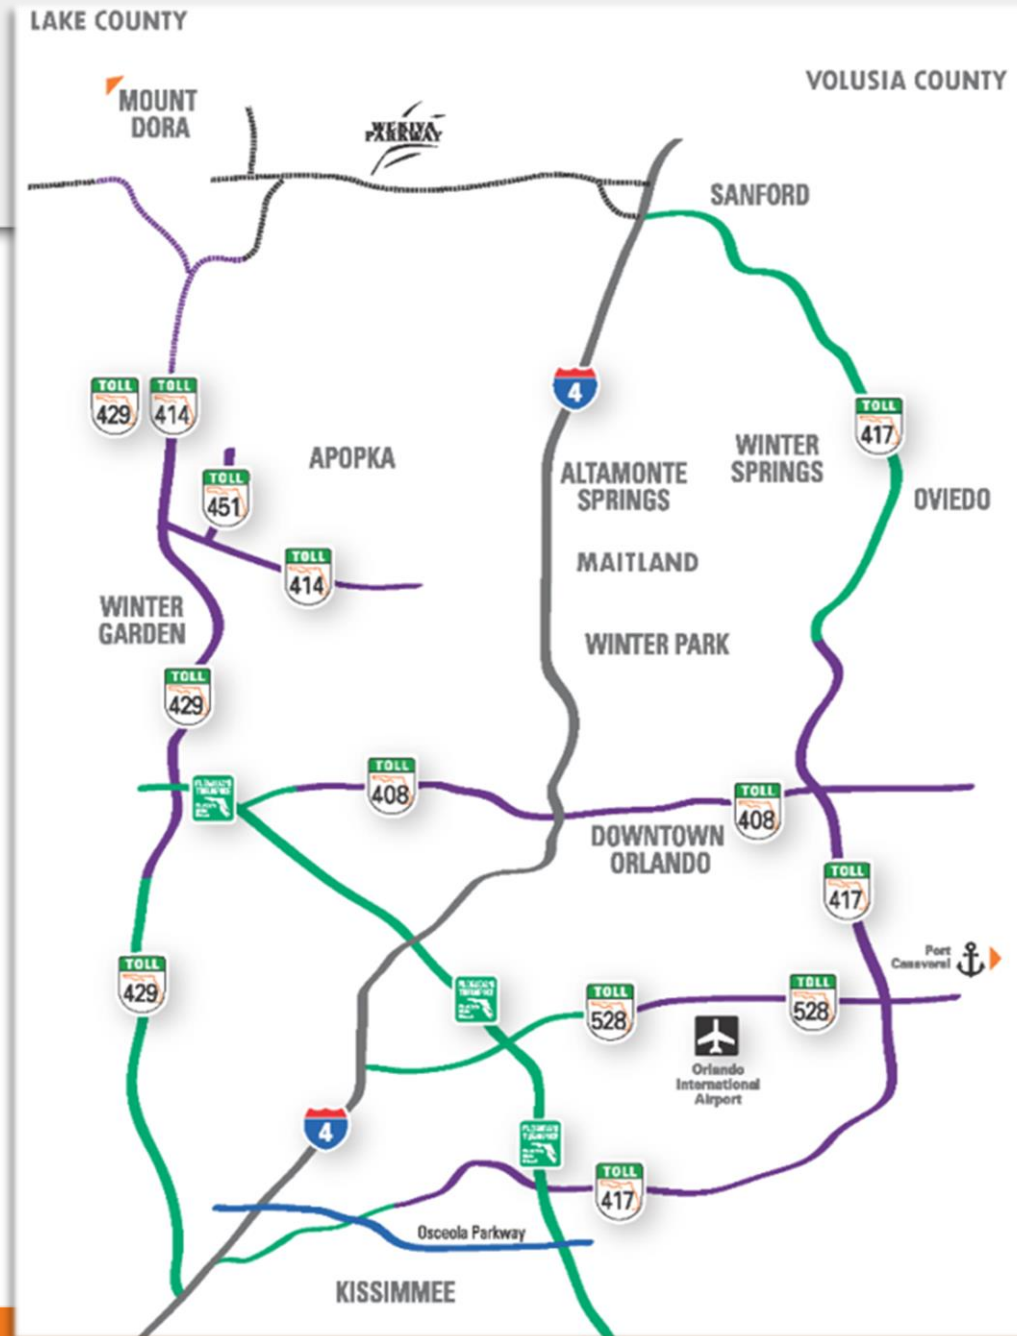 LAKE COUNTY
VOLUSIA COUNTY
MOUNT
DORA
WEKIVA
PARKWAY
SANFORD
4
TOLL
429
TOLL
414
TOLL
417
WINTER
SPRINGS
APOPKA
ALTAMONTE
SPRINGS
TOLL
451
OVIEDO
MAITLAND
TOLL
414
WINTER
GARDEN
WINTER PARK
TOLL
429
TOLL
408
TOLL
408
DOWNTOWN
ORLANDO
TOLL
417
Port
Canaveral
TOLL
429
TOLL
528
TOLL
528
Orlando
International
Airport
4
TOLL
417
Osceola Parkway
KISSIMMEE